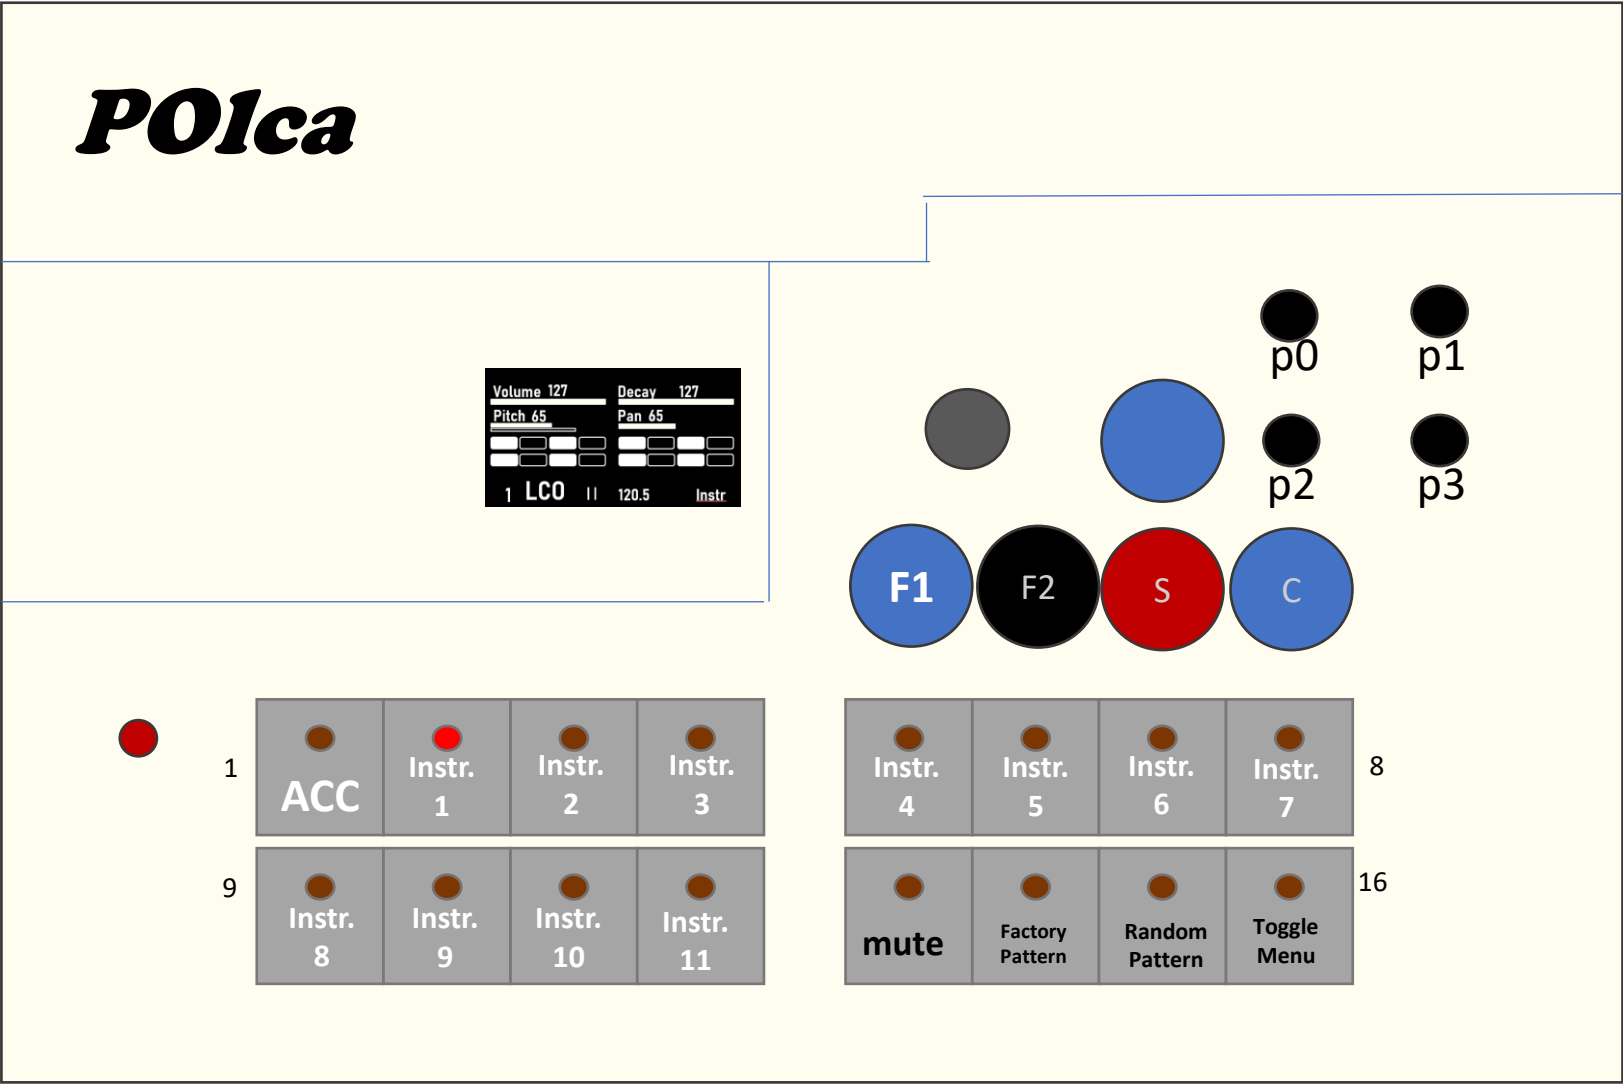 POlca
p0 p1
Volume 127 Decay 127
Pitch 65 Pan 65
p2 p3
1 LCO II 120.5 Instr
F1 F2 S C
1 ACC Instr. 1 Instr. 2 Instr. 3 Instr. 4 Instr. 5 Instr. 6 Instr. 7 8
9 Instr. 8 Instr. 9 Instr. 10 Instr. 11 mute Factory Pattern Random Pattern Toggle Menu 16